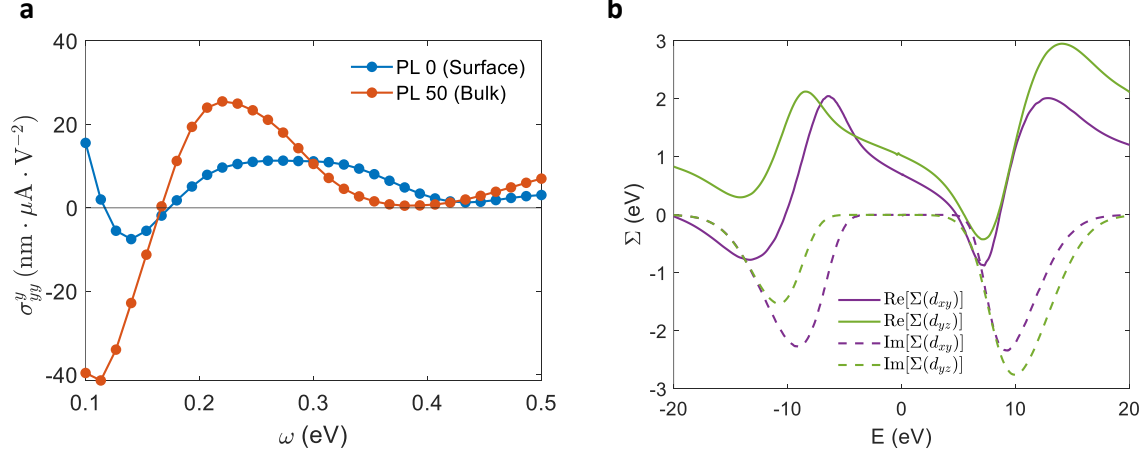 a
40
20
0
-20
-40
0.1 0.2 0.3 0.4 0.5
ω (eV)
σ^y_yy (nm · μA · V⁻²)
PL 0 (Surface)
PL 50 (Bulk)
b
3
2
1
0
-1
-2
-3
-20 -10 0 10 20
E (eV)
Σ (eV)
Re[Σ(d_xy)]
Re[Σ(d_yz)]
Im[Σ(d_xy)]
Im[Σ(d_yz)]